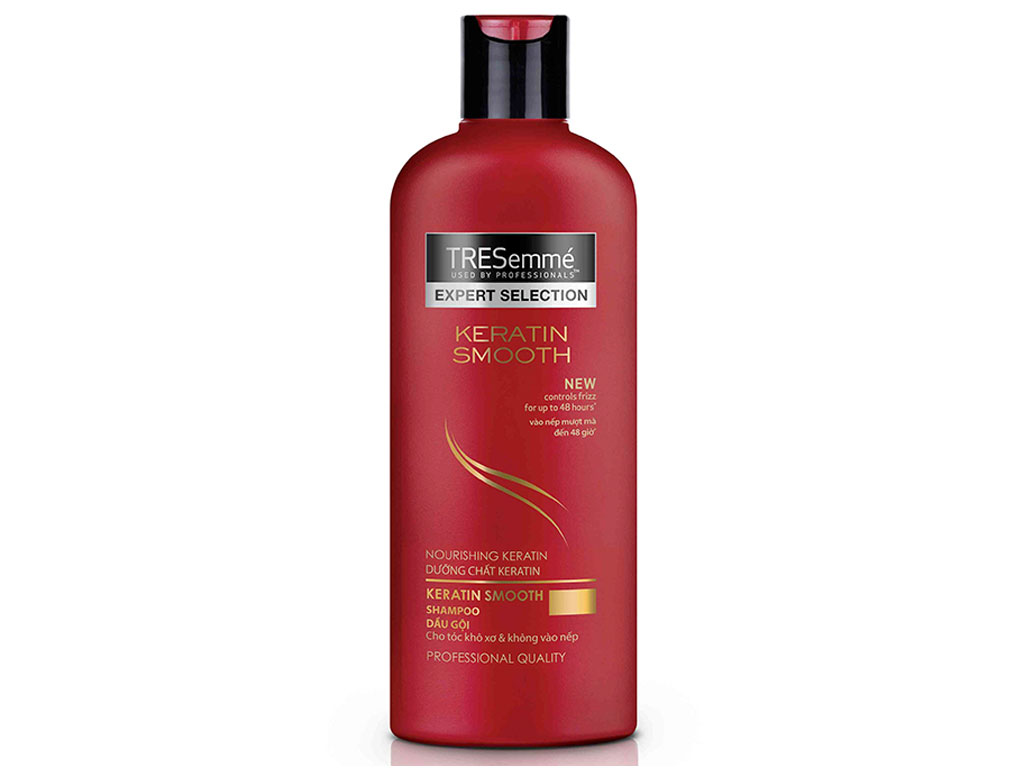 TRESemmé
USED BY PROFESSIONALS™
EXPERT SELECTION
KERATIN
SMOOTH
NEW
controls frizz
for up to 48 hours*
vào nếp mượt mà
đến 48 giờ*
NOURISHING KERATIN
DƯỠNG CHẤT KERATIN
KERATIN SMOOTH
SHAMPOO
DẦU GỘI
Cho tóc khô xơ & không vào nếp
PROFESSIONAL QUALITY